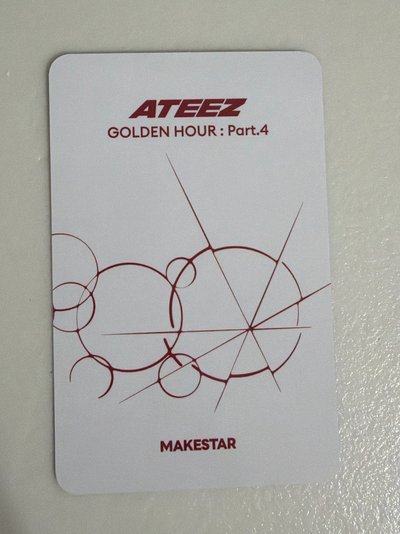 ATEEZ
GOLDEN HOUR : Part.4
MAKESTAR